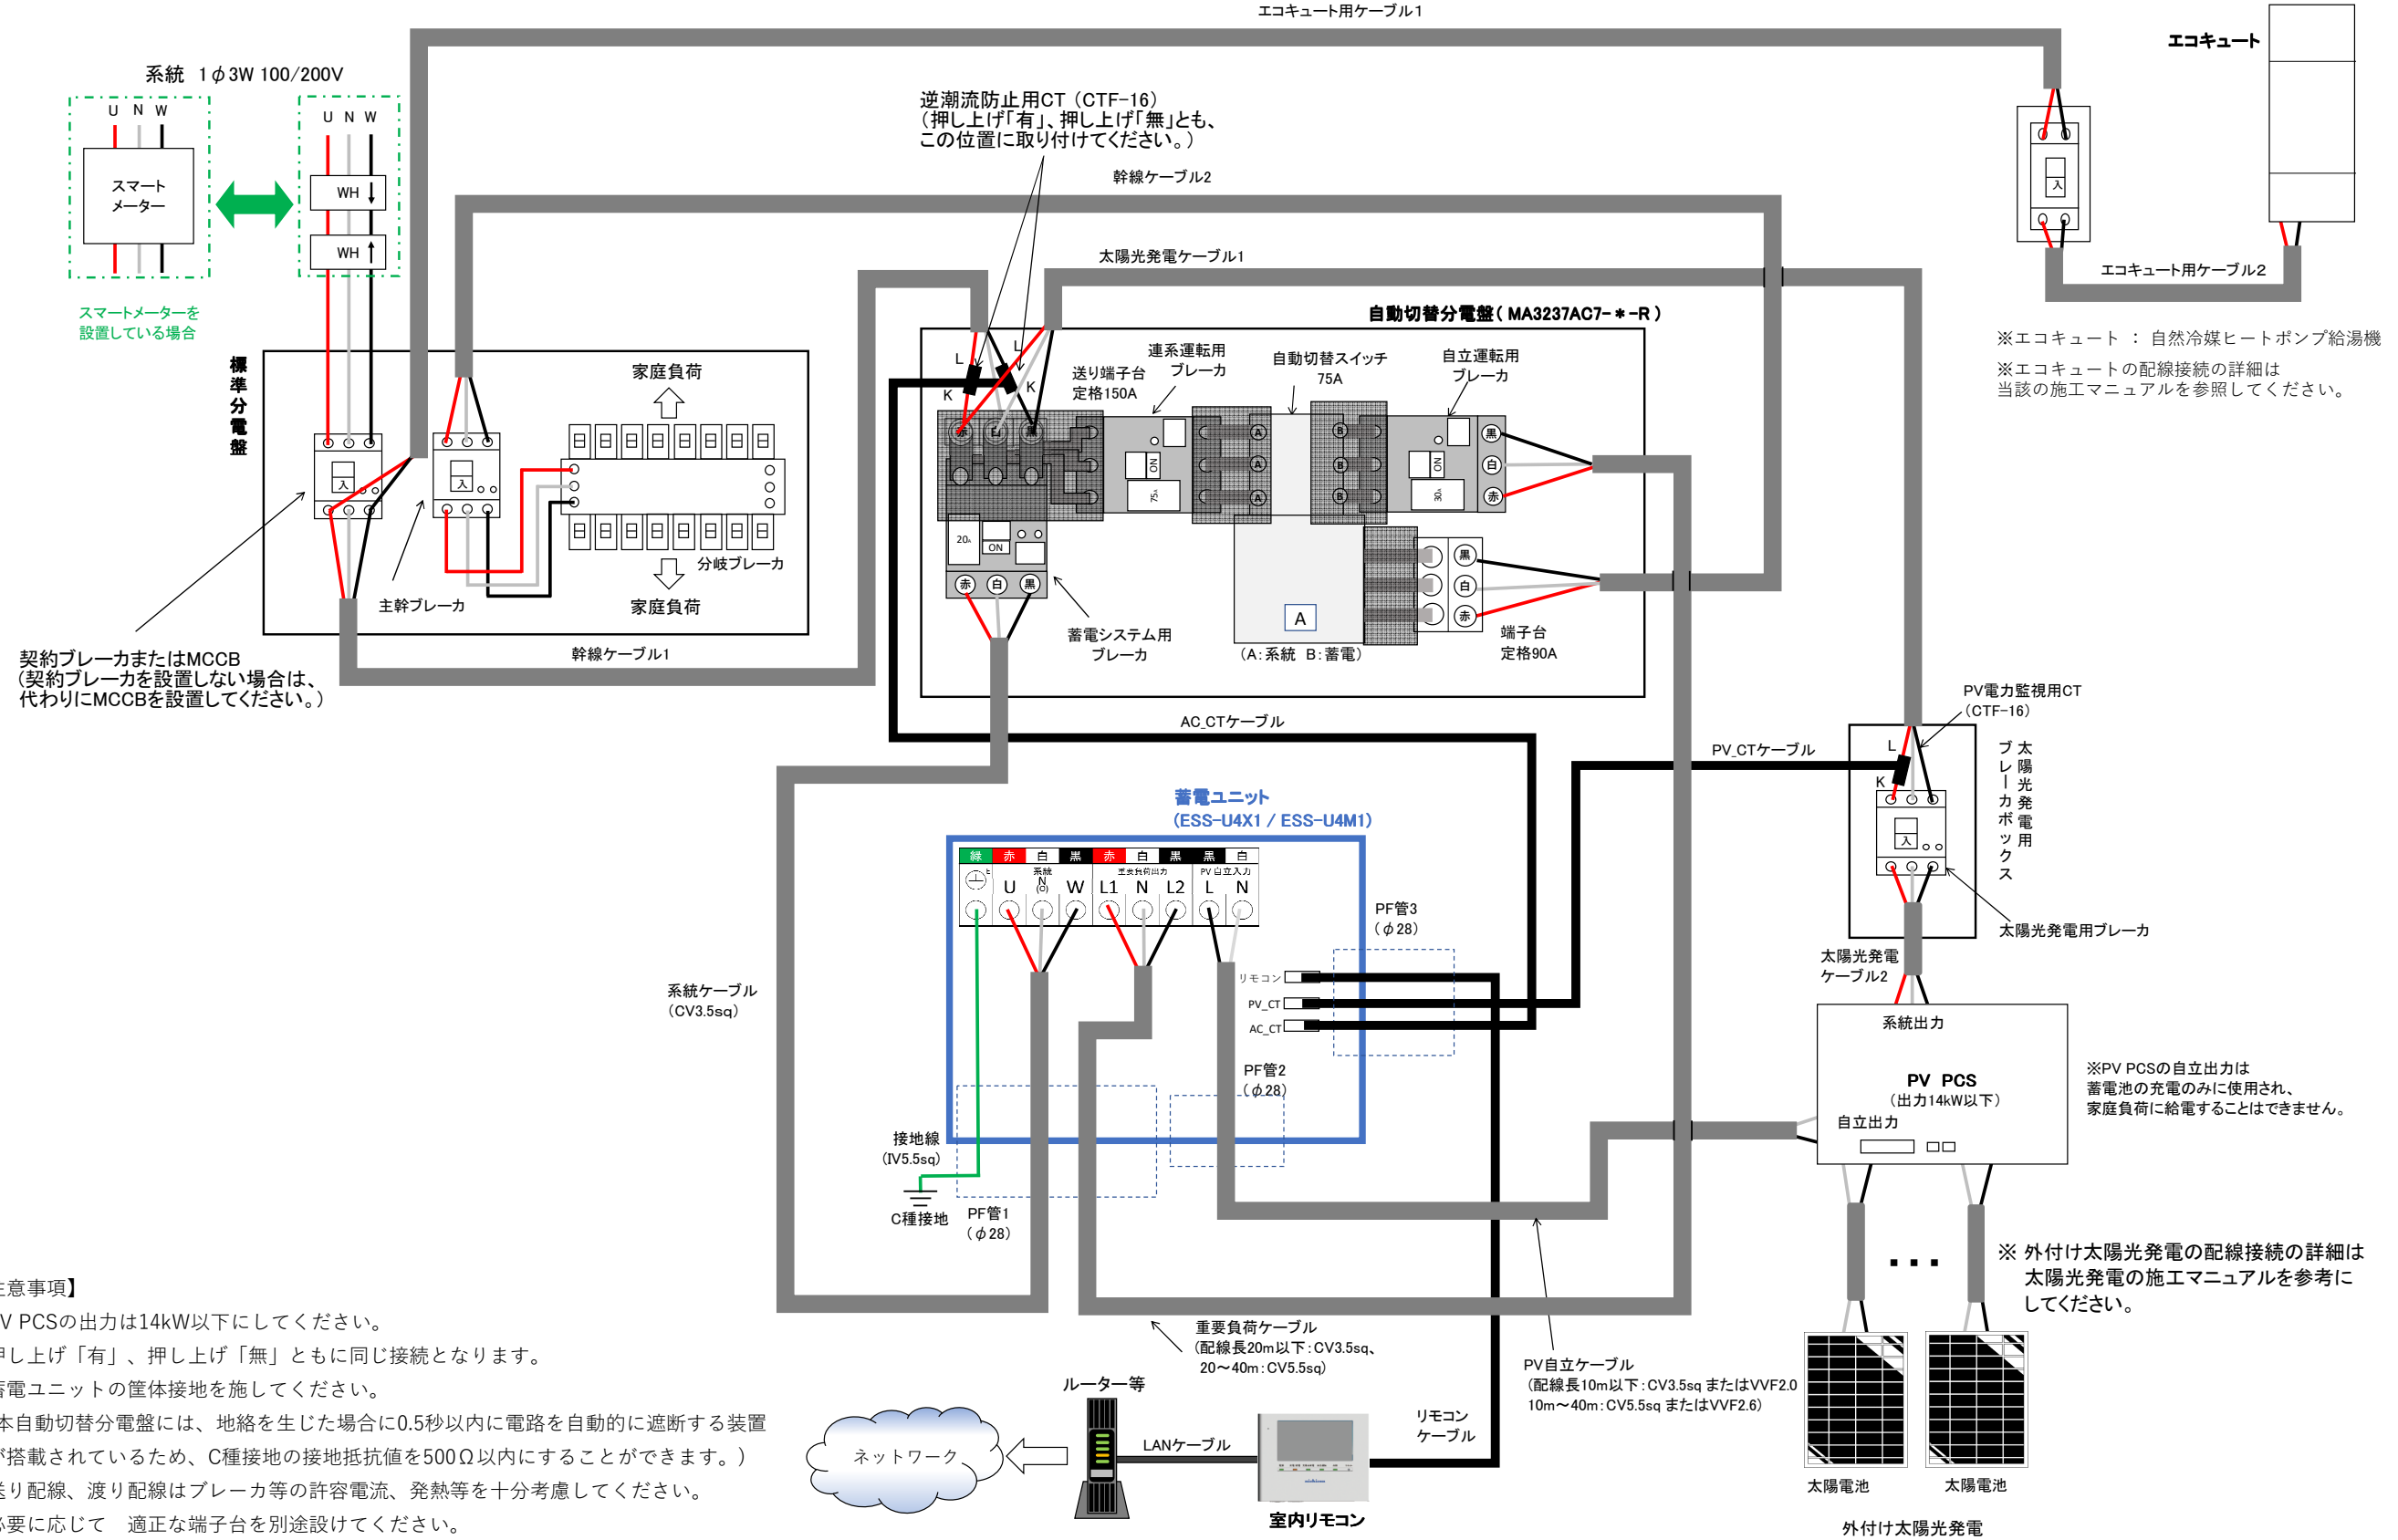 エコキュート用ケーブル1
エコキュート
系統 1φ3W 100/200V
U N W
スマート
メーター
U N W
WH ↓
WH ↑
スマートメーターを
設置している場合
逆潮流防止用CT (CTF-16)
(押し上げ「有」、押し上げ「無」とも、
この位置に取り付けてください。)
幹線ケーブル2
太陽光発電ケーブル1
入
エコキュート用ケーブル2
※エコキュート : 自然冷媒ヒートポンプ給湯機
※エコキュートの配線接続の詳細は
当該の施工マニュアルを参照してください。
標準分電盤
家庭負荷
入
入
分岐ブレーカ
家庭負荷
主幹ブレーカ
契約ブレーカまたはMCCB
(契約ブレーカを設置しない場合は、
代わりにMCCBを設置してください。)
幹線ケーブル1
自動切替分電盤( MA3237AC7-*-R )
L
L
K
K
送り端子台
定格150A
連系運転用
ブレーカ
自動切替スイッチ
75A
自立運転用
ブレーカ
赤 白 黒
ON
75A
A
A
A
B
B
B
ON
30A
黒
白
赤
20A
ON
赤 白 黒
黒
白
赤
A
(A:系統 B:蓄電)
端子台
定格90A
蓄電システム用
ブレーカ
AC_CTケーブル
PV_CTケーブル
PV電力監視用CT
(CTF-16)
L
K
入
太陽光発電用
ブレーカボックス
太陽光発電用ブレーカ
太陽光発電
ケーブル2
蓄電ユニット
(ESS-U4X1 / ESS-U4M1)
緑 赤 白 黒 赤 白 黒 黒 白
E 系統 重要負荷出力 PV自立入力
U N(O) W L1 N L2 L N
リモコン
PV_CT
AC_CT
PF管3
(φ28)
PF管2
(φ28)
系統ケーブル
(CV3.5sq)
接地線
(IV5.5sq)
C種接地
PF管1
(φ28)
系統出力
PV PCS
(出力14kW以下)
自立出力
※PV PCSの自立出力は
蓄電池の充電のみに使用され、
家庭負荷に給電することはできません。
※ 外付け太陽光発電の配線接続の詳細は
太陽光発電の施工マニュアルを参考に
してください。
重要負荷ケーブル
(配線長20m以下:CV3.5sq、
20~40m:CV5.5sq)
PV自立ケーブル
(配線長10m以下:CV3.5sq またはVVF2.0
10m~40m:CV5.5sq またはVVF2.6)
太陽電池
太陽電池
外付け太陽光発電
ルーター等
ネットワーク
LANケーブル
リモコン
ケーブル
室内リモコン
意事項】
V PCSの出力は14kW以下にしてください。
し上げ「有」、押し上げ「無」ともに同じ接続となります。
電ユニットの筐体接地を施してください。
本自動切替分電盤には、地絡を生じた場合に0.5秒以内に電路を自動的に遮断する装置
が搭載されているため、C種接地の接地抵抗値を500Ω以内にすることができます。)
り配線、渡り配線はブレーカ等の許容電流、発熱等を十分考慮してください。
要に応じて 適正な端子台を別途設けてください。